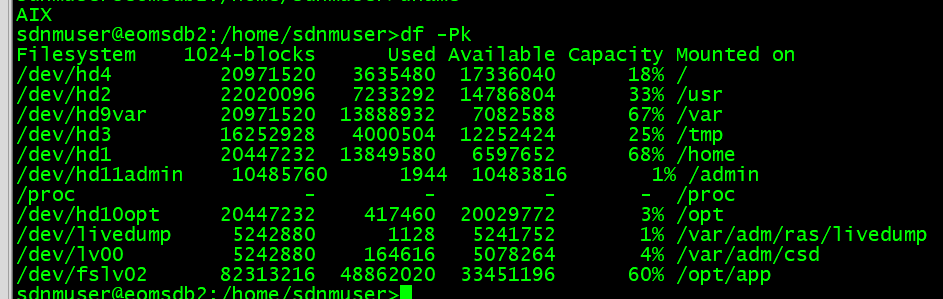 AIX
sdnmuser@eomsdb2:/home/sdnmuser>df -Pk
Filesystem    1024-blocks      Used Available Capacity Mounted on
/dev/hd4         20971520   3635480  17336040      18% /
/dev/hd2         22020096   7233292  14786804      33% /usr
/dev/hd9var      20971520  13888932   7082588      67% /var
/dev/hd3         16252928   4000504  12252424      25% /tmp
/dev/hd1         20447232  13849580   6597652      68% /home
/dev/hd11admin    10485760      1944  10483816       1% /admin
/proc                   -         -         -       -  /proc
/dev/hd10opt     20447232    417460  20029772       3% /opt
/dev/livedump     5242880      1128   5241752       1% /var/adm/ras/livedump
/dev/lv00         5242880    164616   5078264       4% /var/adm/csd
/dev/fslv02      82313216  48862020  33451196      60% /opt/app
sdnmuser@eomsdb2:/home/sdnmuser>